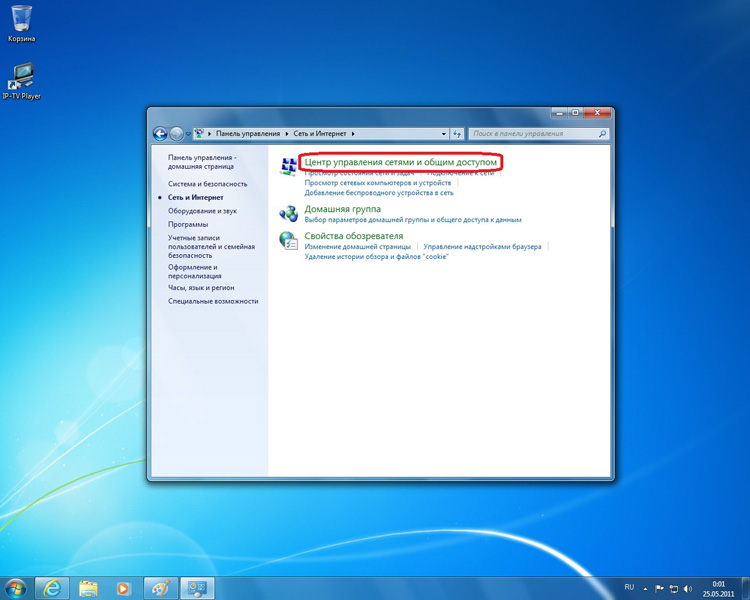 Корзина
IP-TV Player
Панель управления
Сеть и Интернет
Поиск в панели управления
Панель управления -
домашняя страница
Система и безопасность
Сеть и Интернет
Оборудование и звук
Программы
Учетные записи
пользователей и семейная
безопасность
Оформление и
персонализация
Часы, язык и регион
Специальные возможности
Центр управления сетями и общим доступом
Просмотр состояния сети и задач Подключение к сети
Просмотр сетевых компьютеров и устройств
Добавление беспроводного устройства в сеть
Домашняя группа
Выбор параметров домашней группы и общего доступа к данным
Свойства обозревателя
Изменение домашней страницы Управление надстройками браузера
Удаление истории обзора и файлов "cookie"
RU
0:01
25.05.2011